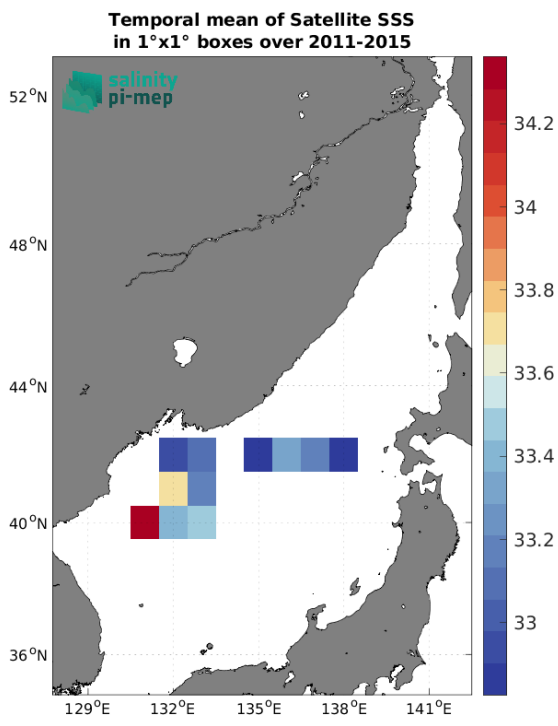 Temporal mean of Satellite SSS
in 1°x1° boxes over 2011-2015
salinity
pi-mep
52°N
48°N
44°N
40°N
36°N
129°E
132°E
135°E
138°E
141°E
34.2
34
33.8
33.6
33.4
33.2
33